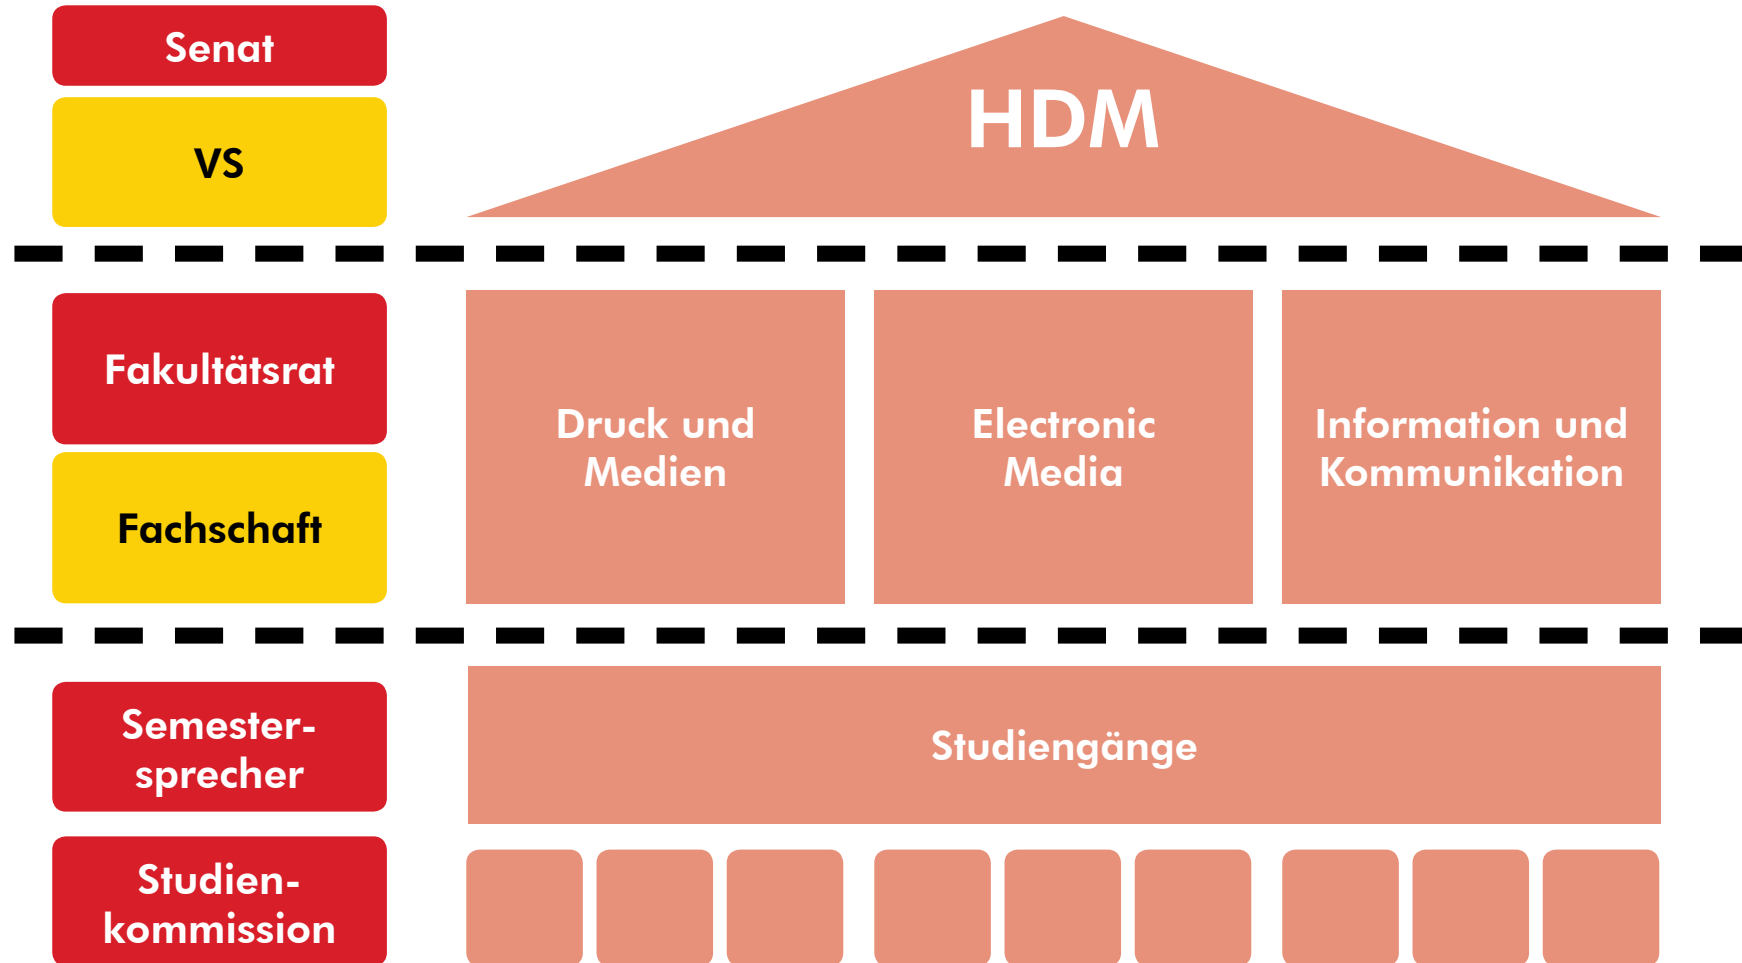 Senat
HDM
VS
Fakultätsrat
Druck und
Medien
Electronic
Media
Information und
Kommunikation
Fachschaft
Semester-
sprecher
Studiengänge
Studien-
kommission